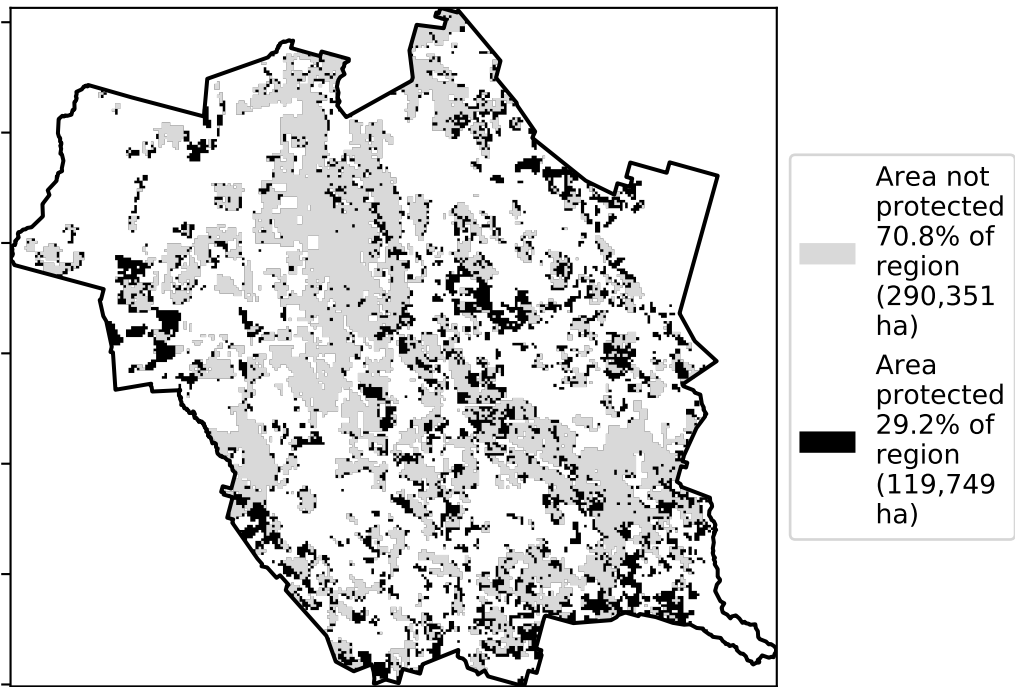 Area not
protected
70.8% of
region
(290,351
ha)
Area
protected
29.2% of
region
(119,749
ha)